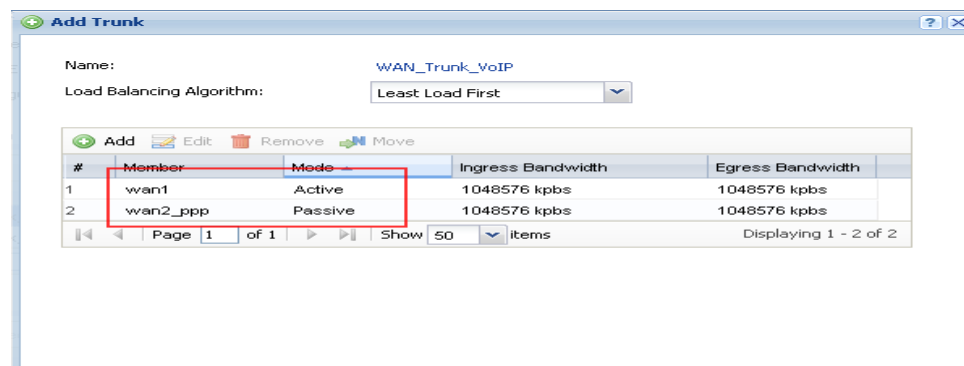 Add Trunk
Name: WAN_Trunk_VoIP
Load Balancing Algorithm: Least Load First
Add Edit Remove Move
# Member Mode Ingress Bandwidth Egress Bandwidth
1 wan1 Active 1048576 kpbs 1048576 kpbs
2 wan2_ppp Passive 1048576 kpbs 1048576 kpbs
Page 1 of 1 Show 50 items Displaying 1 - 2 of 2